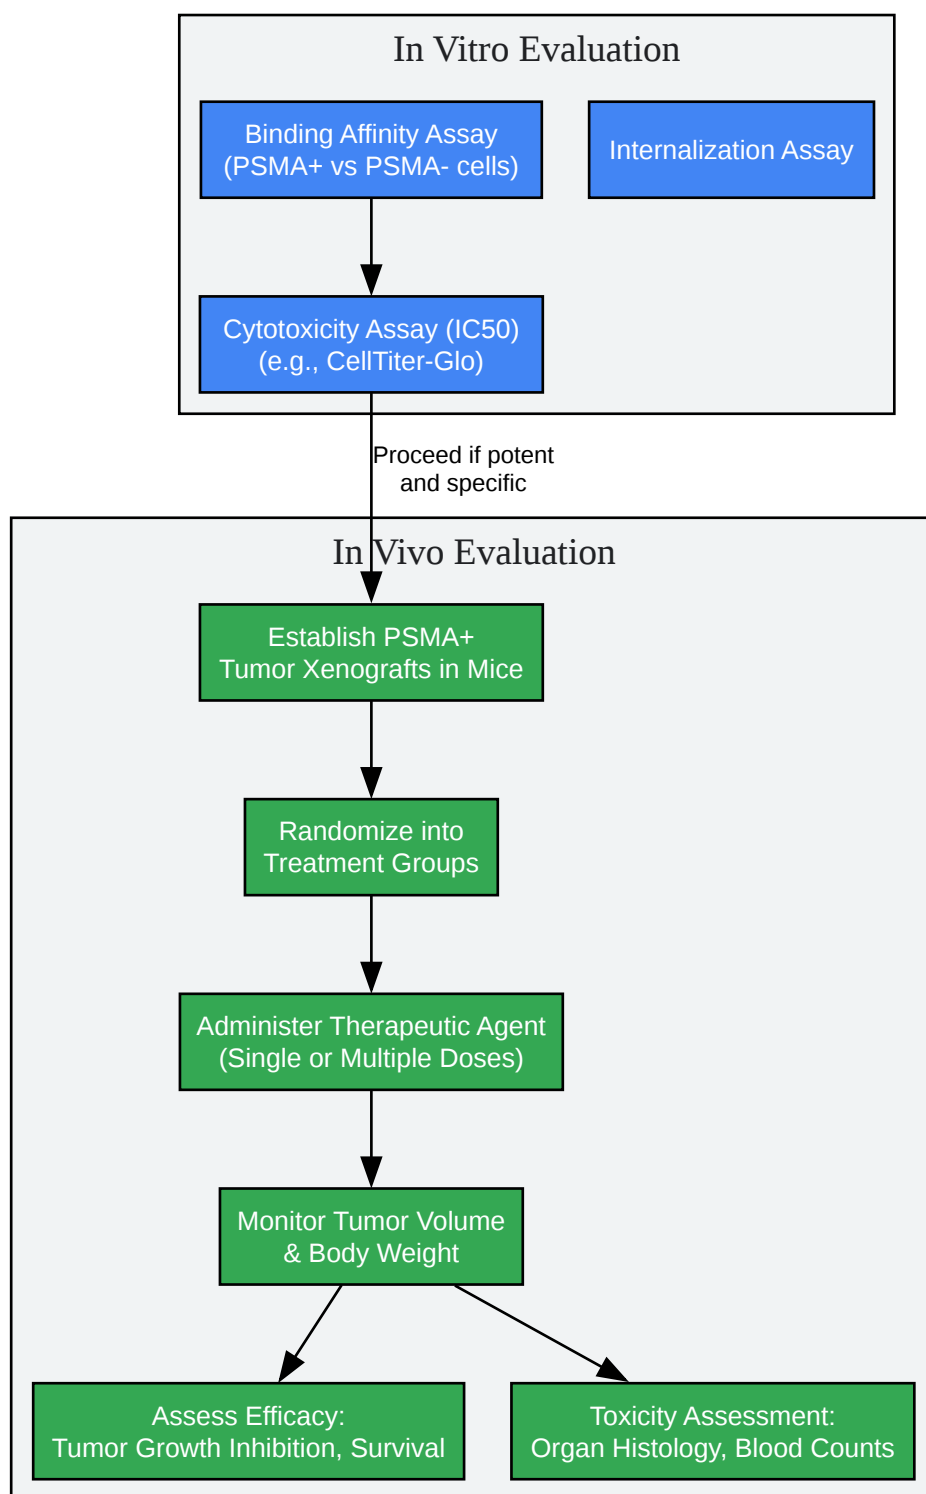 In Vitro Evaluation
Binding Affinity Assay
(PSMA+ vs PSMA- cells)
Internalization Assay
Cytotoxicity Assay (IC50)
(e.g., CellTiter-Glo)
Proceed if potent
and specific
In Vivo Evaluation
Establish PSMA+
Tumor Xenografts in Mice
Randomize into
Treatment Groups
Administer Therapeutic Agent
(Single or Multiple Doses)
Monitor Tumor Volume
& Body Weight
Assess Efficacy:
Tumor Growth Inhibition, Survival
Toxicity Assessment:
Organ Histology, Blood Counts